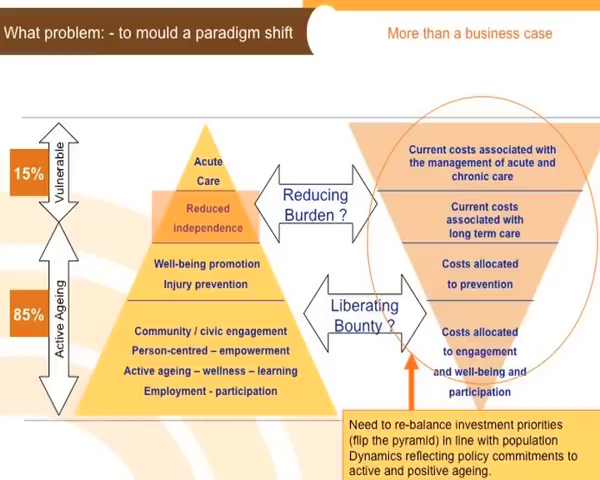 What problem: - to mould a paradigm shift
More than a business case
15%
Vulnerable
85%
Active Ageing
Acute
Care
Reduced
independence
Well-being promotion
Injury prevention
Community / civic engagement
Person-centred – empowerment
Active ageing – wellness – learning
Employment - participation
Reducing
Burden ?
Liberating
Bounty ?
Current costs associated with
the management of acute and
chronic care
Current costs
associated with
long term care
Costs allocated
to prevention
Costs allocated
to engagement
and well-being and
participation
Need to re-balance investment priorities
(flip the pyramid) in line with population
Dynamics reflecting policy commitments to
active and positive ageing.